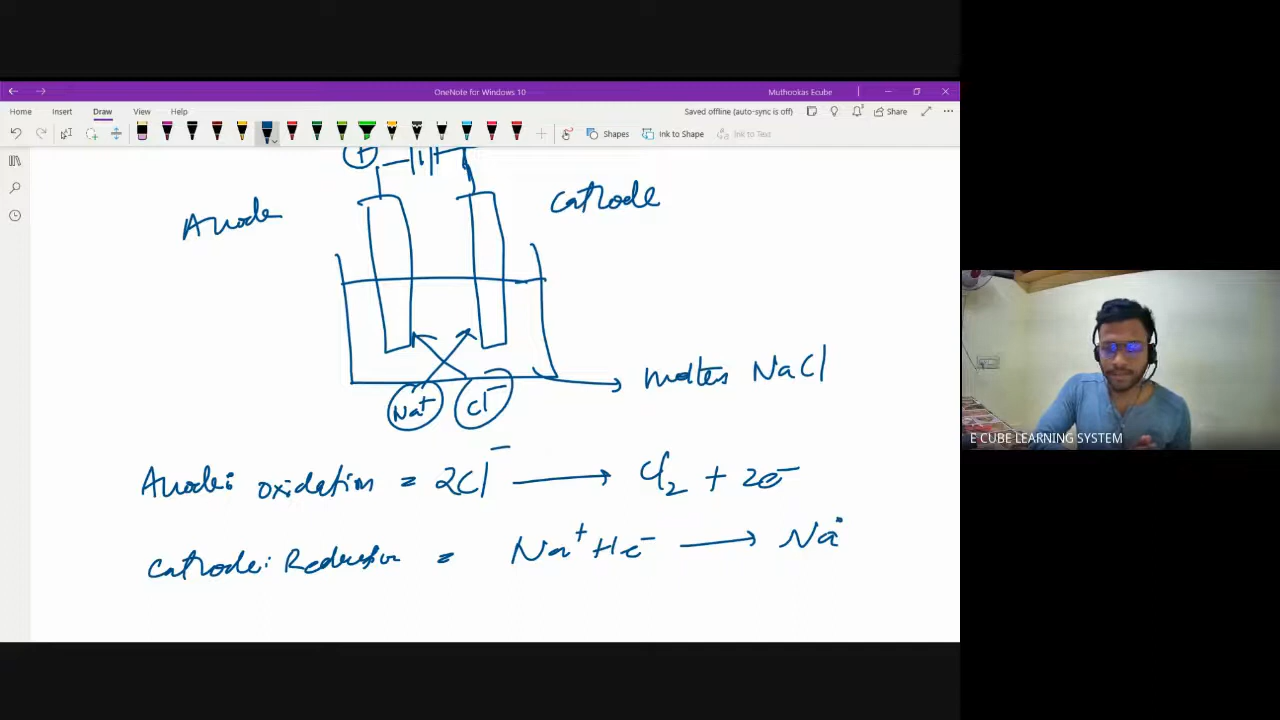 OneNote for Windows 10
Muthookas Ecube
Home Insert Draw View Help
Saved offline (auto-sync is off)
Share
Shapes
Ink to Shape
Ink to Text
+
Anode
Cathode
Na+ Cl-
molten NaCl
Anode: oxidation = 2Cl- → Cl2 + 2e-
Cathode: Reduction = Na+ + 1e- → Na
E CUBE LEARNING SYSTEM